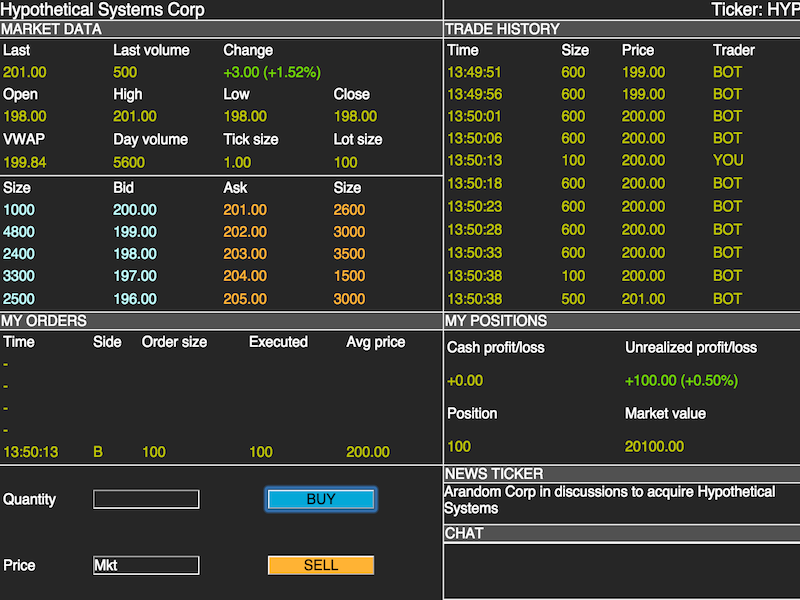 Hypothetical Systems Corp Ticker: HYP
MARKET DATA
Last Last volume Change
201.00 500 +3.00 (+1.52%)
Open High Low Close
198.00 201.00 198.00 198.00
VWAP Day volume Tick size Lot size
199.84 5600 1.00 100
Size Bid Ask Size
1000 200.00 201.00 2600
4800 199.00 202.00 3000
2400 198.00 203.00 3500
3300 197.00 204.00 1500
2500 196.00 205.00 3000
TRADE HISTORY
Time Size Price Trader
13:49:51 600 199.00 BOT
13:49:56 600 199.00 BOT
13:50:01 600 200.00 BOT
13:50:06 600 200.00 BOT
13:50:13 100 200.00 YOU
13:50:18 600 200.00 BOT
13:50:23 600 200.00 BOT
13:50:28 600 200.00 BOT
13:50:33 600 200.00 BOT
13:50:38 100 200.00 BOT
13:50:38 500 201.00 BOT
MY ORDERS
Time Side Order size Executed Avg price
-
-
-
-
13:50:13 B 100 100 200.00
Quantity BUY
Price Mkt SELL
MY POSITIONS
Cash profit/loss Unrealized profit/loss
+0.00 +100.00 (+0.50%)
Position Market value
100 20100.00
NEWS TICKER
Arandom Corp in discussions to acquire Hypothetical
Systems
CHAT